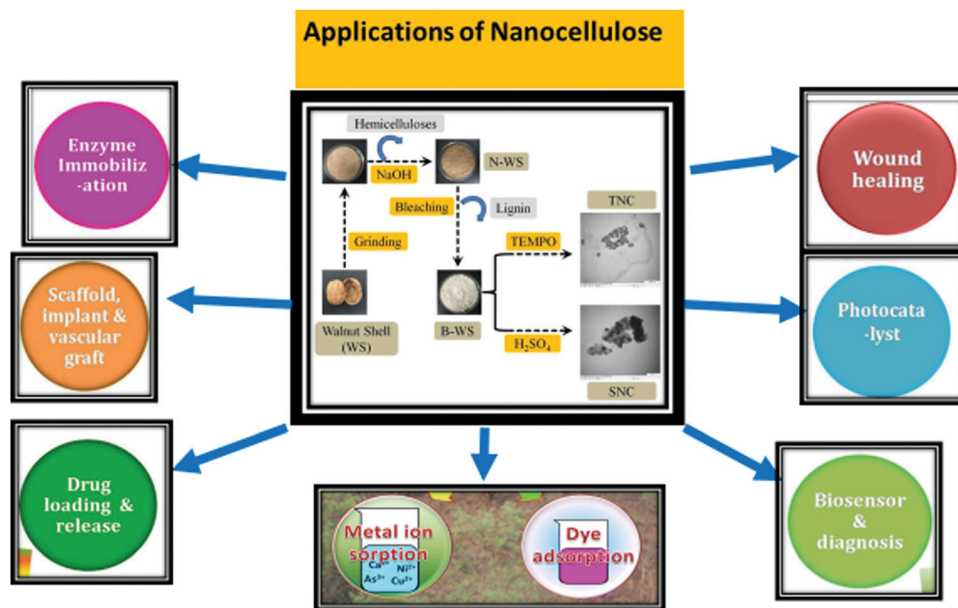 Applications of Nanocellulose
Enzyme
Immobiliz
-ation
Scaffold,
implant &
vascular
graft
Drug
loading &
release
Hemicelluloses
NaOH
N-WS
Bleaching
Lignin
Grinding
Walnut Shell
(WS)
B-WS
TEMPO
H₂SO₄
TNC
SNC
Wound
healing
Photocata
-lyst
Biosensor
&
diagnosis
Metal ion
sorption
Ni²⁺
As³⁺
Cu²⁺
Dye
adsorption